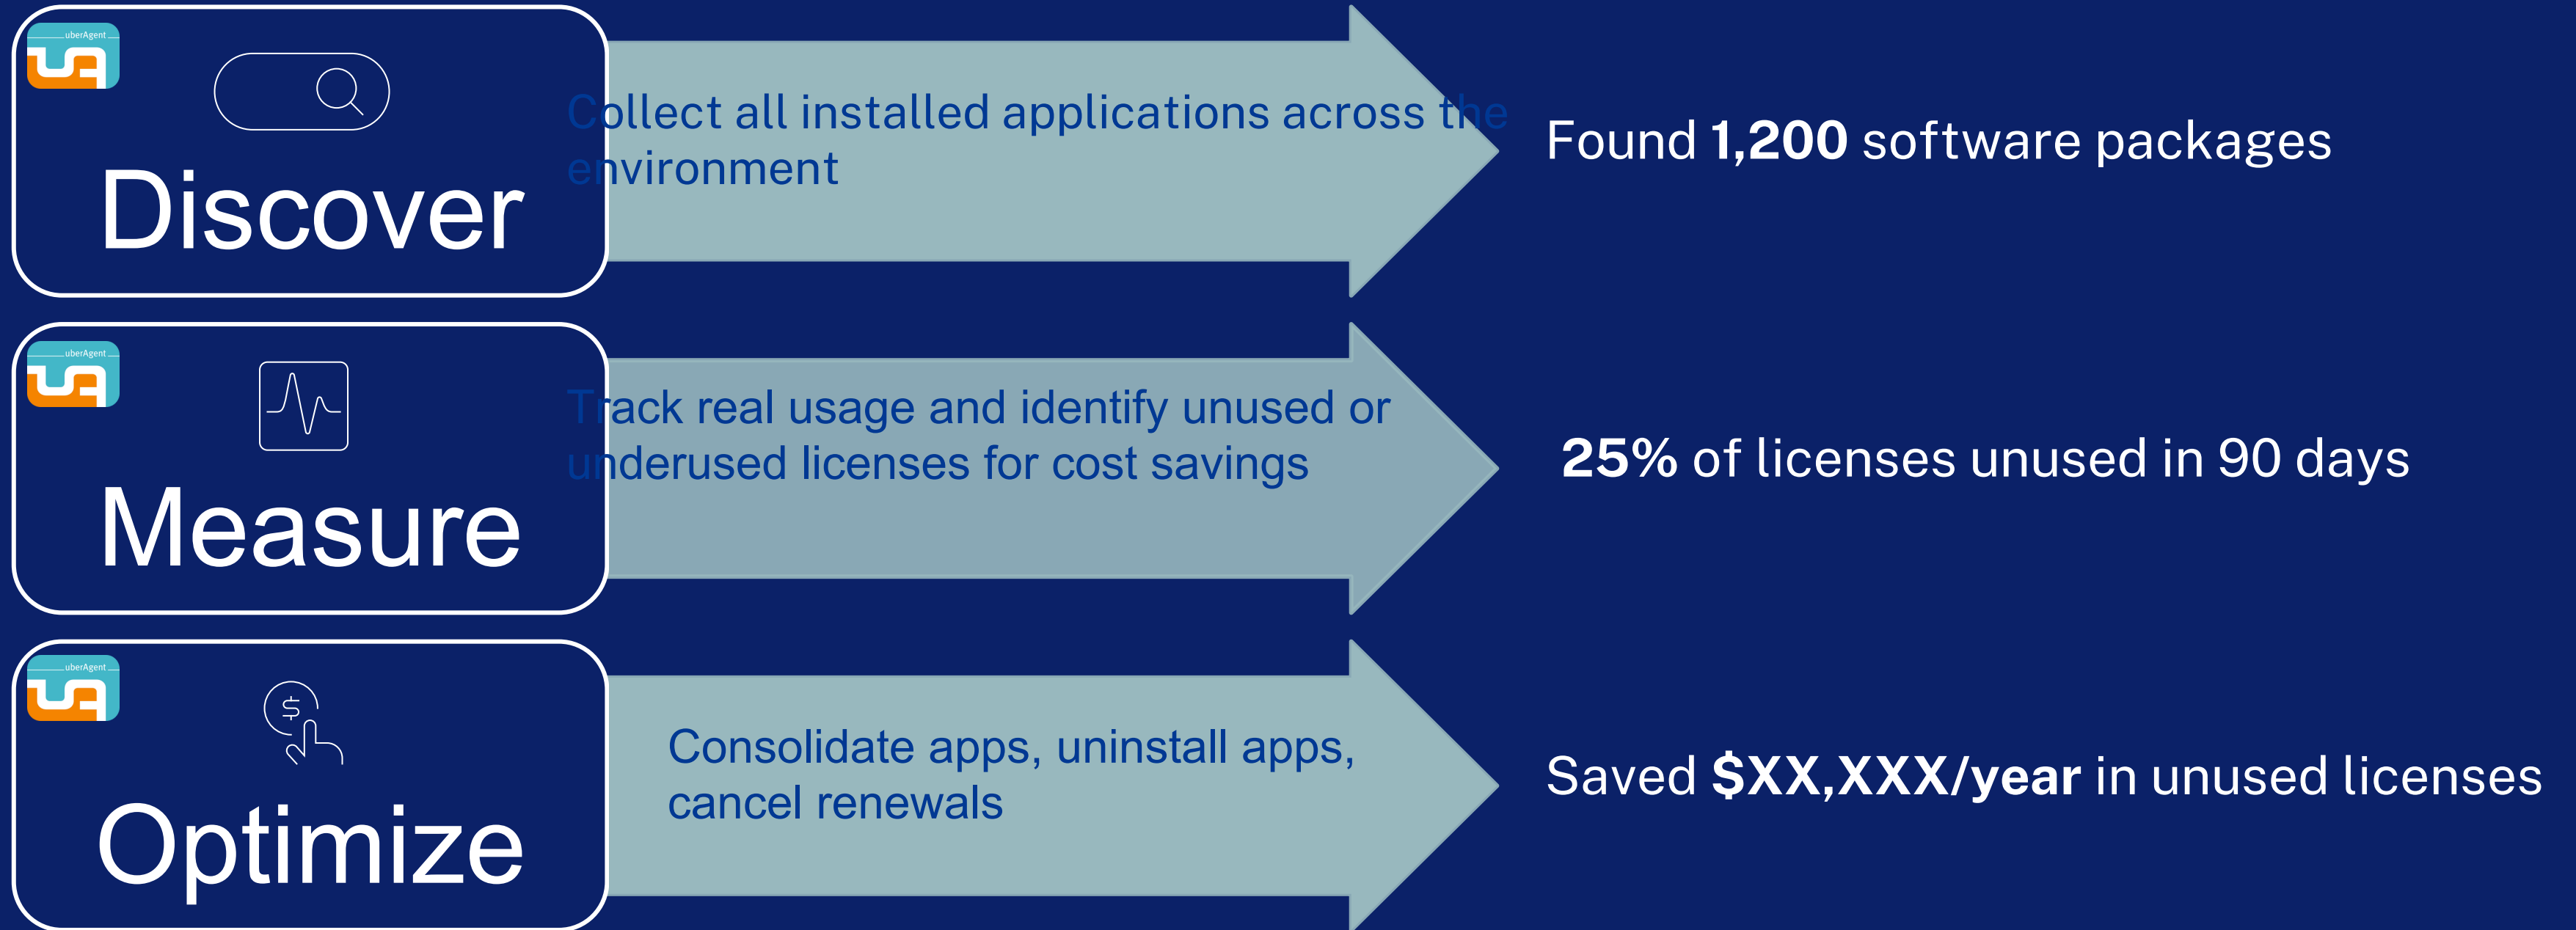 uberAgent
Discover
Collect all installed applications across the
environment
Found 1,200 software packages
uberAgent
Measure
Track real usage and identify unused or
underused licenses for cost savings
25% of licenses unused in 90 days
uberAgent
$
Optimize
Consolidate apps, uninstall apps,
cancel renewals
Saved $XX,XXX/year in unused licenses